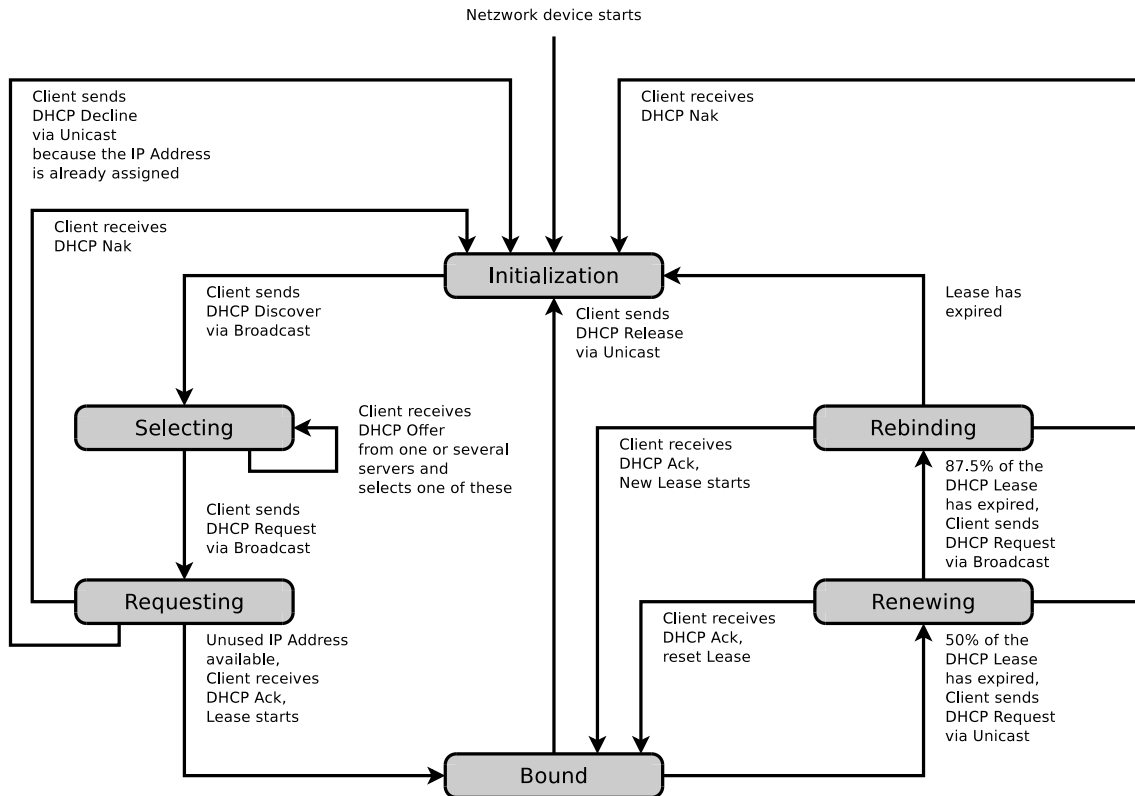 Netzwork device starts
Client sends
DHCP Decline
via Unicast
because the IP Address
is already assigned
Client receives
DHCP Nak
Client receives
DHCP Nak
Initialization
Client sends
DHCP Discover
via Broadcast
Client sends
DHCP Release
via Unicast
Lease has
expired
Selecting
Client receives
DHCP Offer
from one or several
servers and
selects one of these
Rebinding
Client receives
DHCP Ack,
New Lease starts
87.5% of the
DHCP Lease
has expired,
Client sends
DHCP Request
via Broadcast
Client sends
DHCP Request
via Broadcast
Requesting
Renewing
Unused IP Address
available,
Client receives
DHCP Ack,
Lease starts
Client receives
DHCP Ack,
reset Lease
50% of the
DHCP Lease
has expired,
Client sends
DHCP Request
via Unicast
Bound